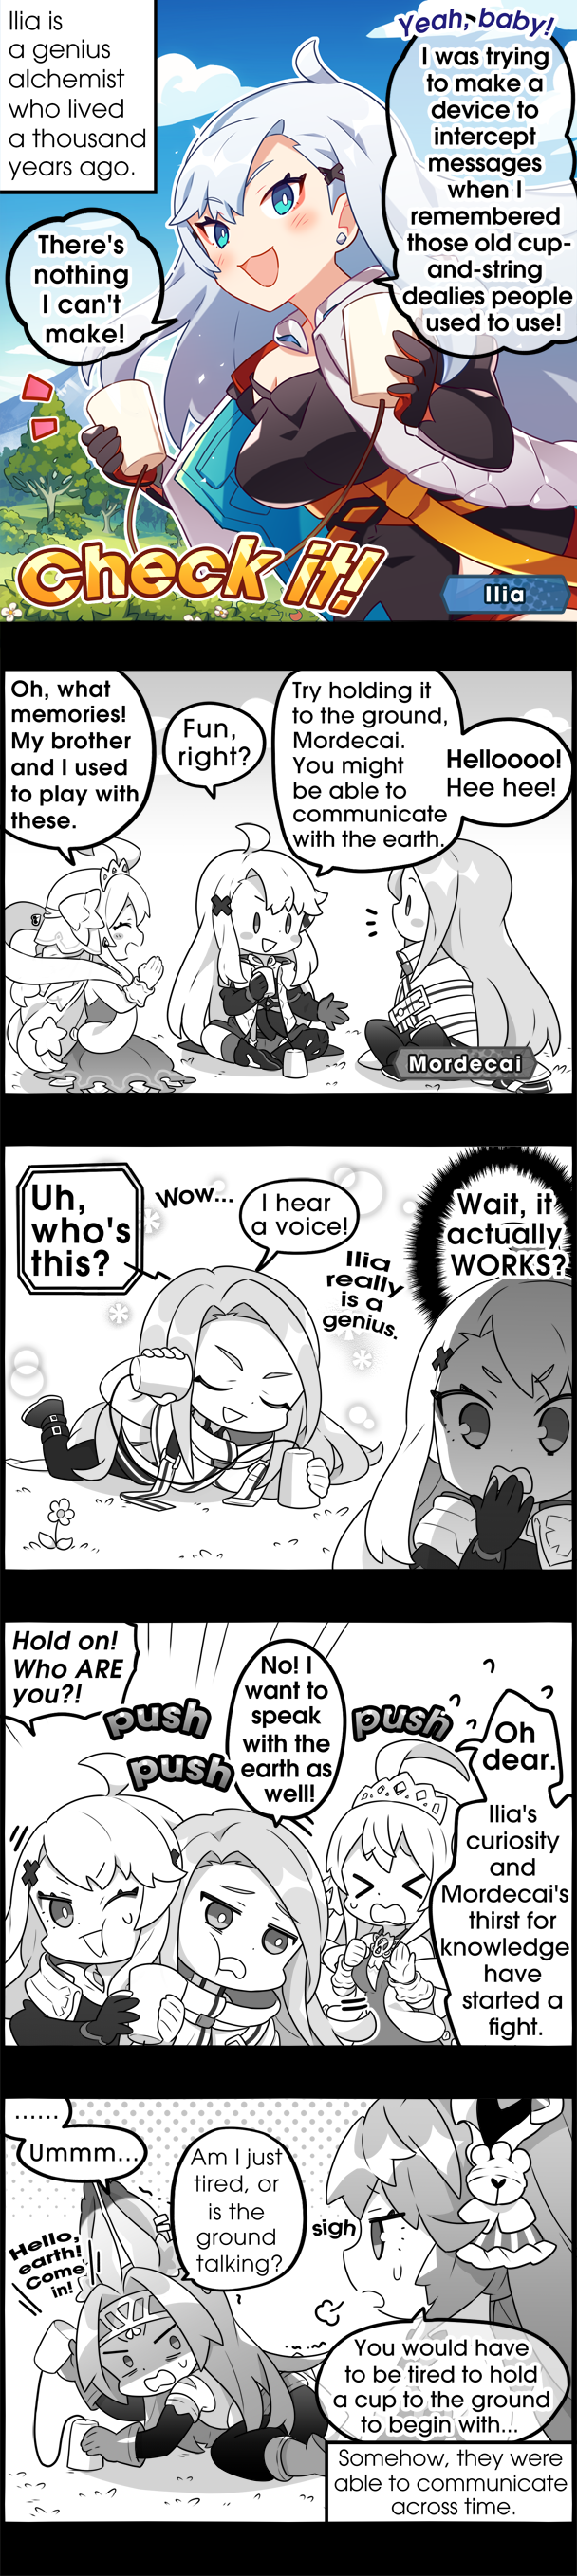 Ilia is
a genius
alchemist
who lived
a thousand
years ago.
Yeah, baby!
I was trying
to make a
device to
intercept
messages
when I
remembered
those old cup-
and-string
dealies people
used to use!
There's
nothing
I can't
make!
Check it!
Ilia
Oh, what
memories!
My brother
and I used
to play with
these.
Fun,
right?
Try holding it
to the ground,
Mordecai.
You might
be able to
communicate
with the earth.
Helloooo!
Hee hee!
Mordecai
Uh,
who's
this?
Wow...
I hear
a voice!
Ilia
really
is a
genius.
Wait, it
actually
WORKS?
Hold on!
Who ARE
you?!
push
push
No! I
want to
speak
with the
earth as
well!
push
Oh
dear.
Ilia's
curiosity
and
Mordecai's
thirst for
knowledge
have
started a
fight.
......
Ummm...
Hello,
earth!
Come
in!
Am I just
tired, or
is the
ground
talking?
sigh
You would have
to be tired to hold
a cup to the ground
to begin with...
Somehow, they were
able to communicate
across time.